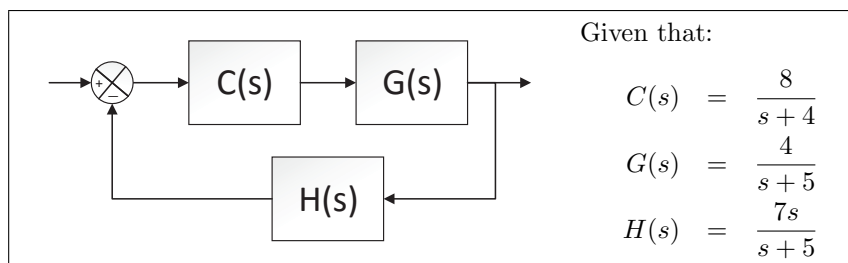 Given that:
C(s)
G(s)
H(s)
+
−
C(s) = 8/(s + 4)
G(s) = 4/(s + 5)
H(s) = 7s/(s + 5)